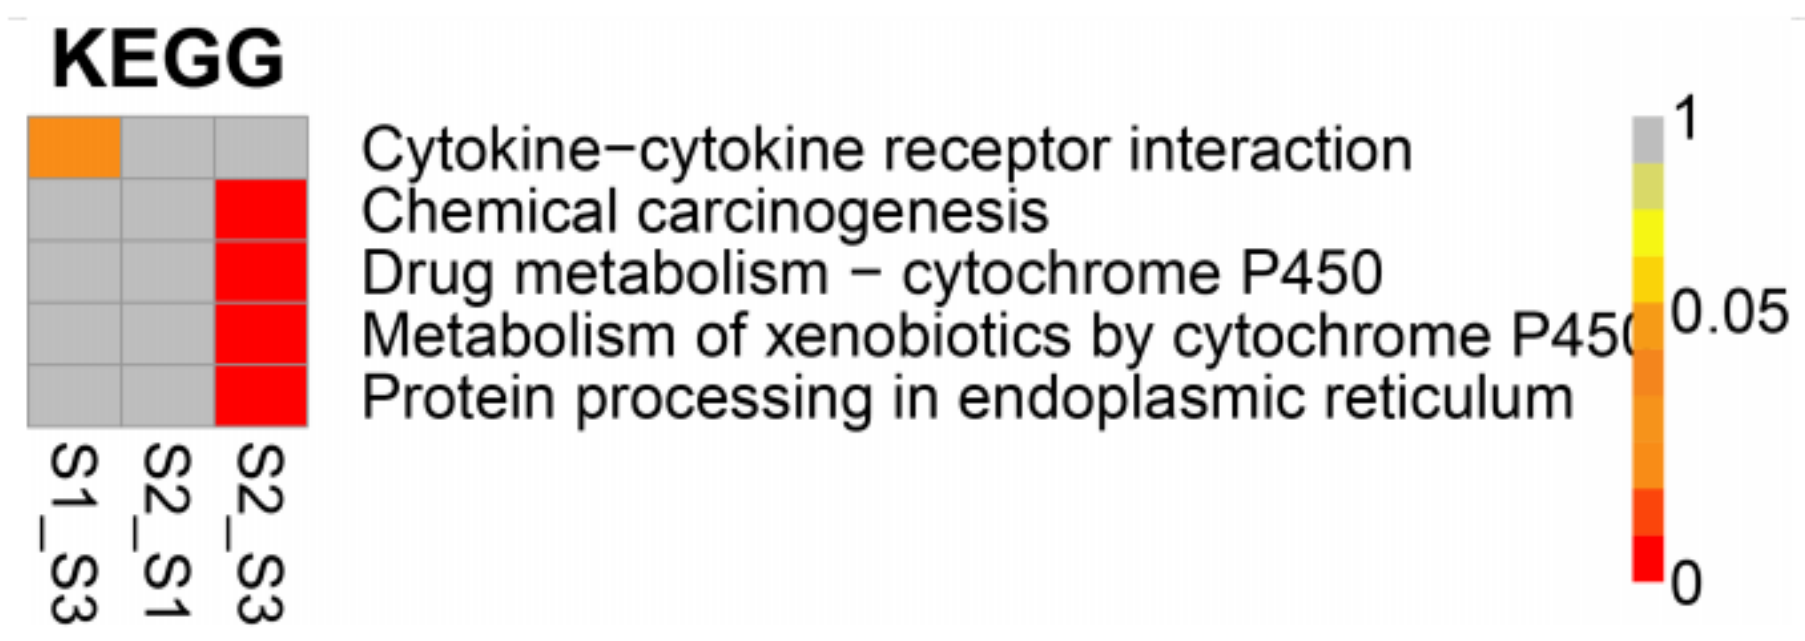 KEGG
Cytokine−cytokine receptor interaction
Chemical carcinogenesis
Drug metabolism − cytochrome P450
Metabolism of xenobiotics by cytochrome P450
Protein processing in endoplasmic reticulum
S1_S3
S2_S1
S2_S3
1
0.05
0